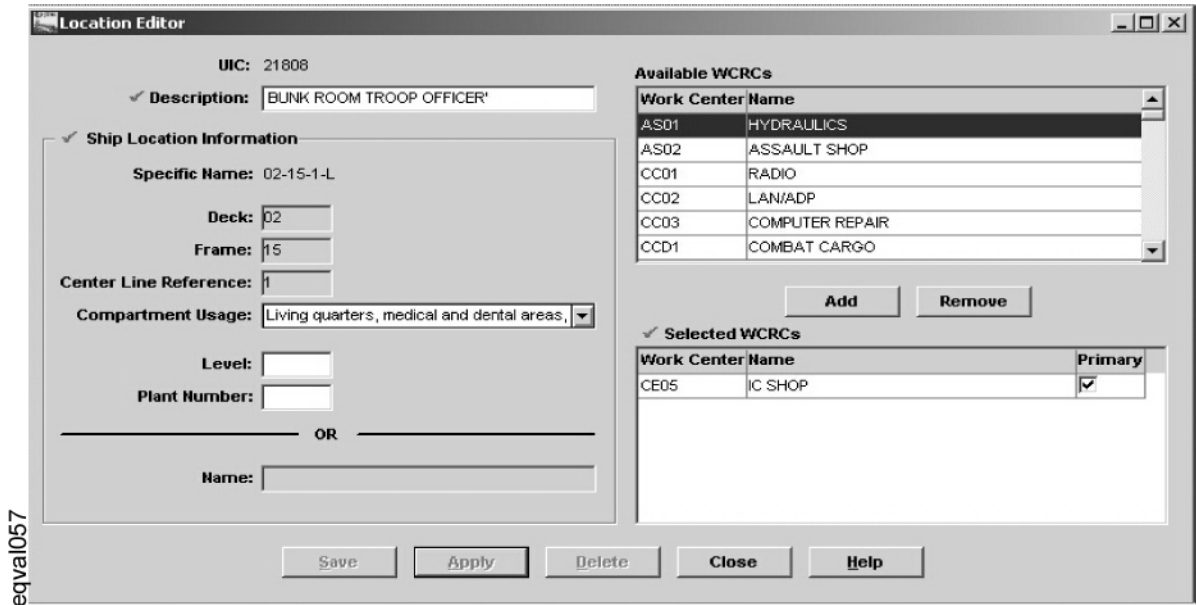 Location Editor
UIC: 21808
Description: BUNK ROOM TROOP OFFICER'
Ship Location Information
Specific Name: 02-15-1-L
Deck: 02
Frame: 15
Center Line Reference: 1
Compartment Usage: Living quarters, medical and dental areas,
Level:
Plant Number:
OR
Name:
Available WCRCs
Work Center Name
AS01 HYDRAULICS
AS02 ASSAULT SHOP
CC01 RADIO
CC02 LAN/ADP
CC03 COMPUTER REPAIR
CCD1 COMBAT CARGO
Add Remove
Selected WCRCs
Work Center Name Primary
CE05 IC SHOP
Save Apply Delete Close Help
eqval057